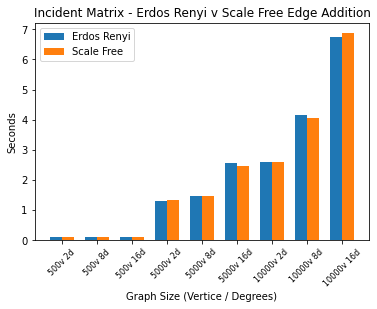 Incident Matrix - Erdos Renyi v Scale Free Edge Addition
Erdos Renyi
Scale Free
Seconds
7
6
5
4
3
2
1
0
500v 2d
500v 8d
500v 16d
5000v 2d
5000v 8d
5000v 16d
10000v 2d
10000v 8d
10000v 16d
Graph Size (Vertice / Degrees)